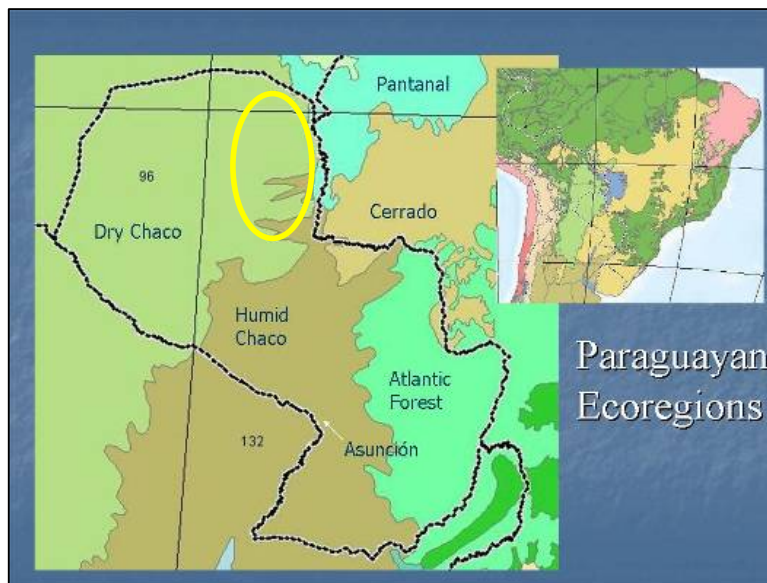 Pantanal
96
Cerrado
Dry Chaco
Humid
Chaco
Paraguayan
Ecoregions
Atlantic
Forest
132
Asunción